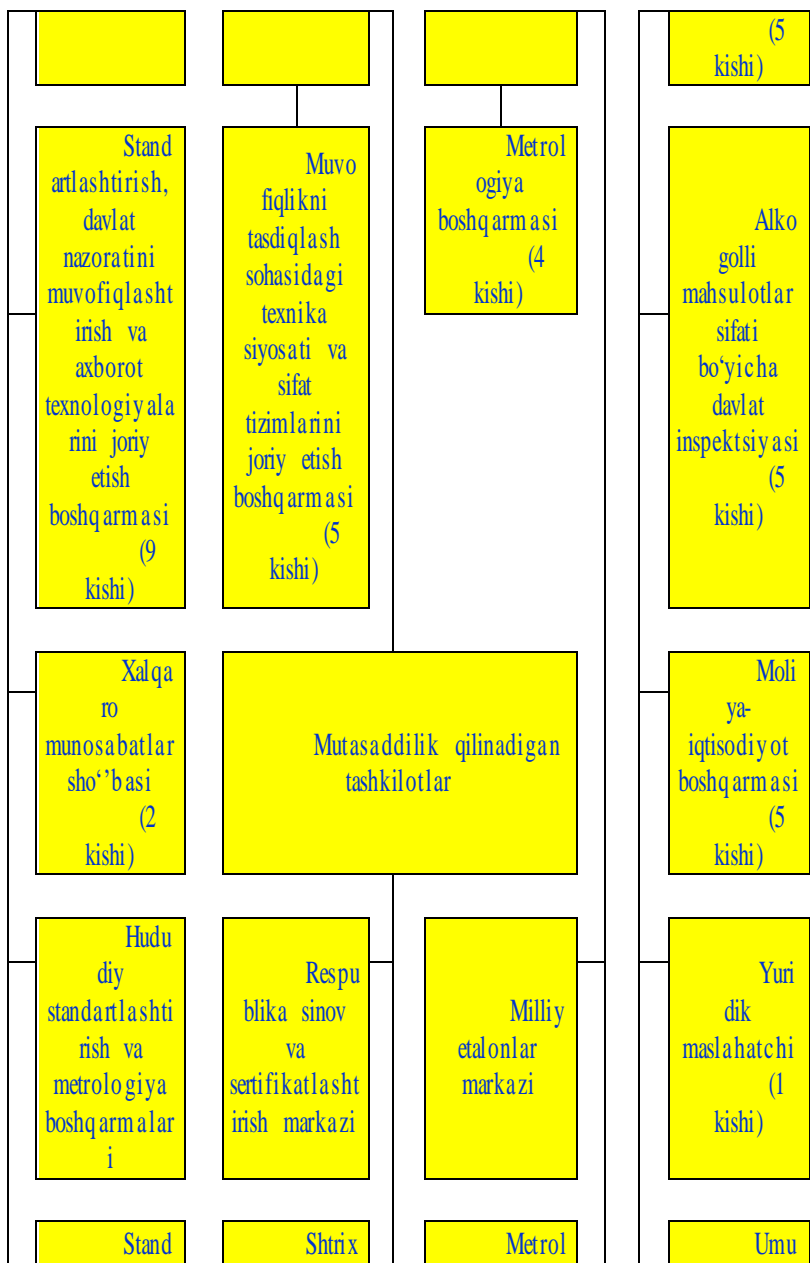 (5
kishi)
Stand
artlashtirish,
davlat
nazoratini
muvofiqlasht
irish va
axborot
texnologiyala
rini joriy
etish
boshqarmasi
(9
kishi)
Muvo
fiqlikni
tasdiqlash
sohasidagi
texnika
siyosati va
sifat
tizimlarini
joriy etish
boshqarmasi
(5
kishi)
Metrol
ogiya
boshqarmasi
(4
kishi)
Alko
golli
mahsulotlar
sifati
bo‘yicha
davlat
inspektsiyasi
(5
kishi)
Xalqa
ro
munosabatlar
sho‘’basi
(2
kishi)
Mutasaddilik qilinadigan
tashkilotlar
Moli
ya-
iqtisodiyot
boshqarmasi
(5
kishi)
Hudu
diy
standartlashti
rish va
metrologiya
boshqarmalar
i
Respu
blika sinov
va
sertifikatlasht
irish markazi
Milliy
etalonlar
markazi
Yuri
dik
maslahatchi
(1
kishi)
Stand
Shtrix
Metrol
Umu